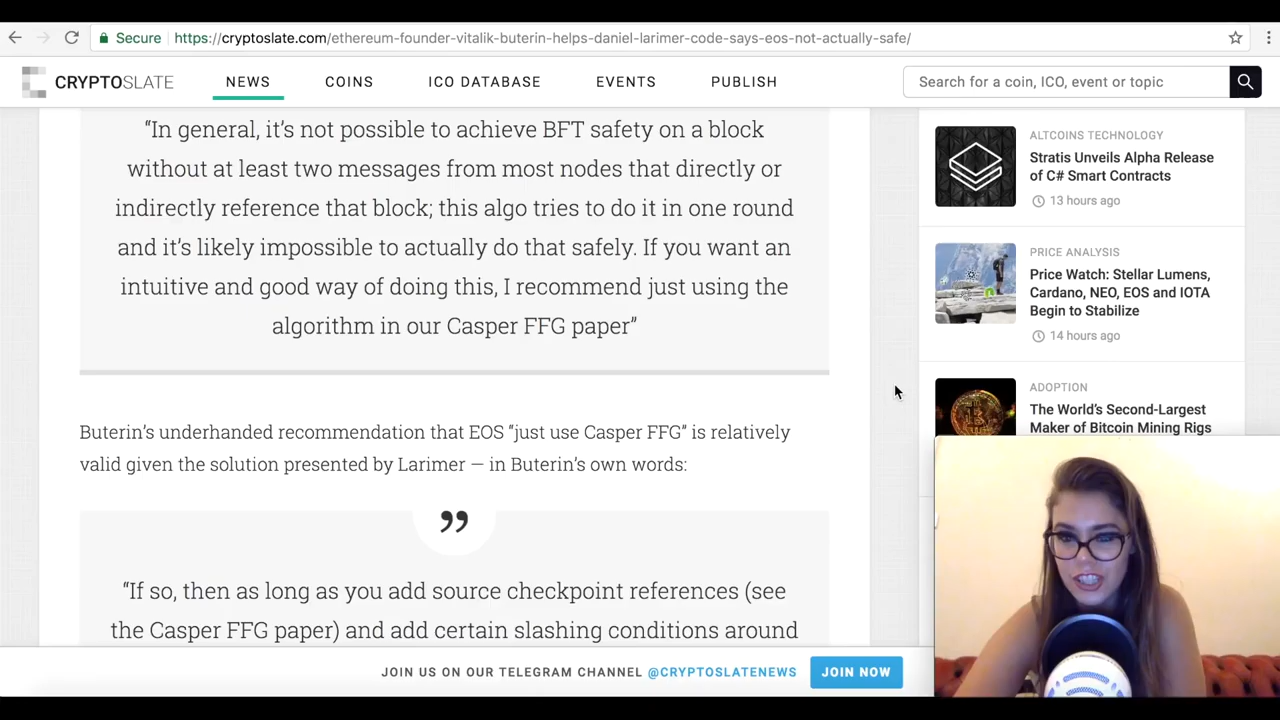 Secure https://cryptoslate.com/ethereum-founder-vitalik-buterin-helps-daniel-larimer-code-says-eos-not-actually-safe/
CRYPTOSLATE NEWS COINS ICO DATABASE EVENTS PUBLISH Search for a coin, ICO, event or topic
“In general, it’s not possible to achieve BFT safety on a block
without at least two messages from most nodes that directly or
indirectly reference that block; this algo tries to do it in one round
and it’s likely impossible to actually do that safely. If you want an
intuitive and good way of doing this, I recommend just using the
algorithm in our Casper FFG paper”
Buterin’s underhanded recommendation that EOS “just use Casper FFG” is relatively
valid given the solution presented by Larimer — in Buterin’s own words:
”
“If so, then as long as you add source checkpoint references (see
the Casper FFG paper) and add certain slashing conditions around
ALTCOINS TECHNOLOGY
Stratis Unveils Alpha Release
of C# Smart Contracts
13 hours ago
PRICE ANALYSIS
Price Watch: Stellar Lumens,
Cardano, NEO, EOS and IOTA
Begin to Stabilize
14 hours ago
ADOPTION
The World’s Second-Largest
Maker of Bitcoin Mining Rigs
JOIN US ON OUR TELEGRAM CHANNEL @CRYPTOSLATENEWS JOIN NOW